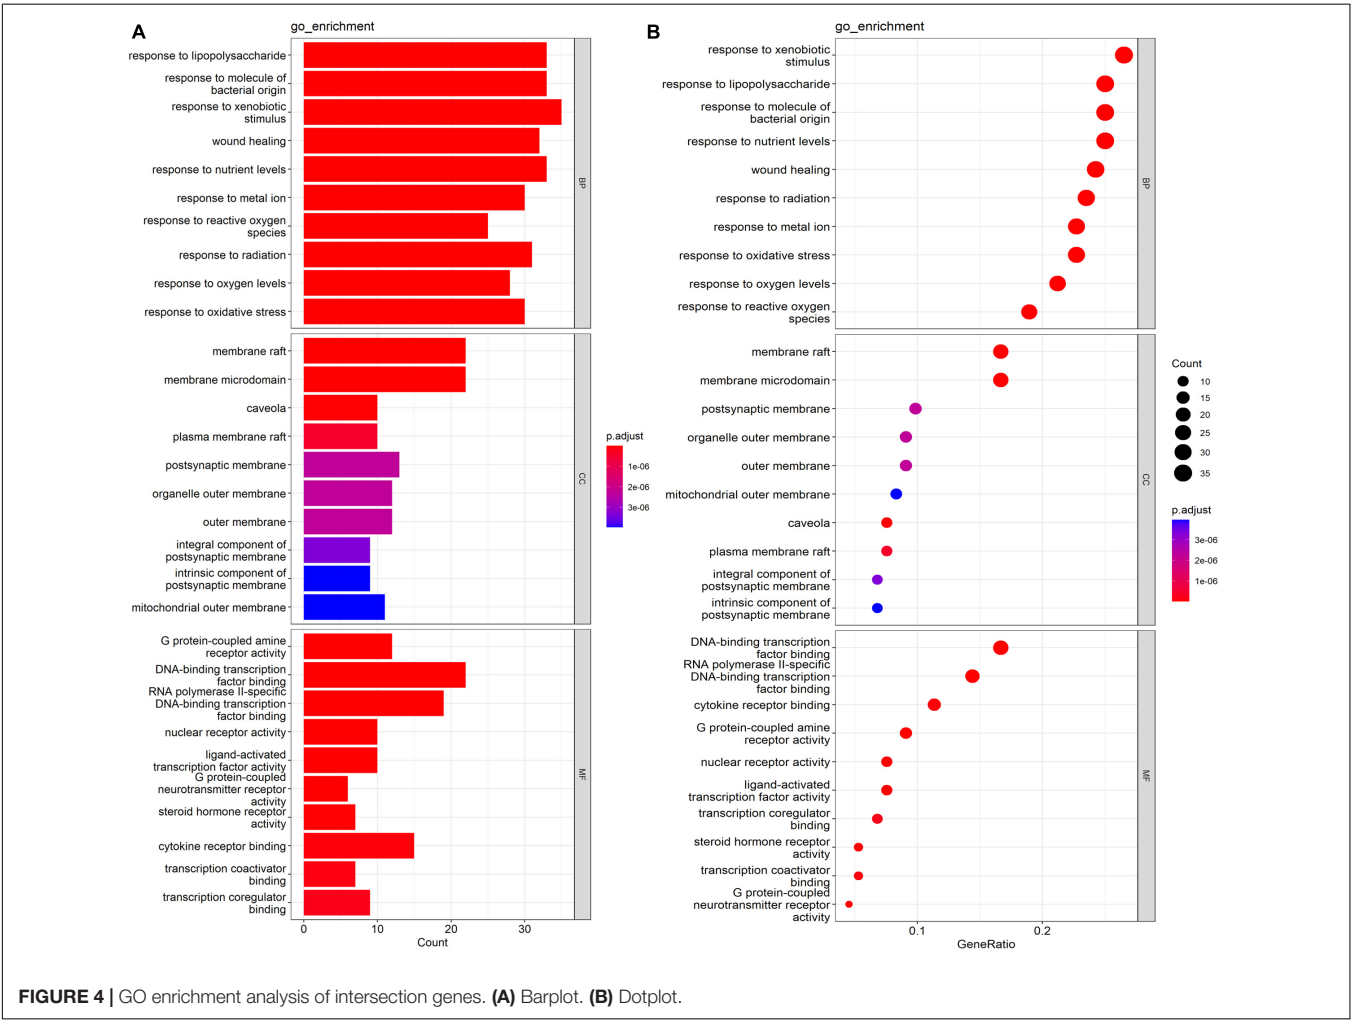 A
go_enrichment
response to lipopolysaccharide
response to molecule of
bacterial origin
response to xenobiotic
stimulus
wound healing
response to nutrient levels
response to metal ion
response to reactive oxygen
species
response to radiation
response to oxygen levels
response to oxidative stress
BP
membrane raft
membrane microdomain
caveola
plasma membrane raft
postsynaptic membrane
organelle outer membrane
outer membrane
integral component of
postsynaptic membrane
intrinsic component of
postsynaptic membrane
mitochondrial outer membrane
CC
G protein-coupled amine
receptor activity
DNA-binding transcription
factor binding
RNA polymerase II-specific
DNA-binding transcription
factor binding
nuclear receptor activity
ligand-activated
transcription factor activity
G protein-coupled
neurotransmitter receptor
activity
steroid hormone receptor
activity
cytokine receptor binding
transcription coactivator
binding
transcription coregulator
binding
MF
0 10 20 30
Count
p.adjust
1e-06
2e-06
3e-06
B
go_enrichment
response to xenobiotic
stimulus
response to lipopolysaccharide
response to molecule of
bacterial origin
response to nutrient levels
wound healing
response to radiation
response to metal ion
response to oxidative stress
response to oxygen levels
response to reactive oxygen
species
BP
membrane raft
membrane microdomain
postsynaptic membrane
organelle outer membrane
outer membrane
mitochondrial outer membrane
caveola
plasma membrane raft
integral component of
postsynaptic membrane
intrinsic component of
postsynaptic membrane
CC
DNA-binding transcription
factor binding
RNA polymerase II-specific
DNA-binding transcription
factor binding
cytokine receptor binding
G protein-coupled amine
receptor activity
nuclear receptor activity
ligand-activated
transcription factor activity
transcription coregulator
binding
steroid hormone receptor
activity
transcription coactivator
binding
G protein-coupled
neurotransmitter receptor
activity
MF
0.1 0.2
GeneRatio
Count
10
15
20
25
30
35
p.adjust
3e-06
2e-06
1e-06
FIGURE 4 | GO enrichment analysis of intersection genes. (A) Barplot. (B) Dotplot.